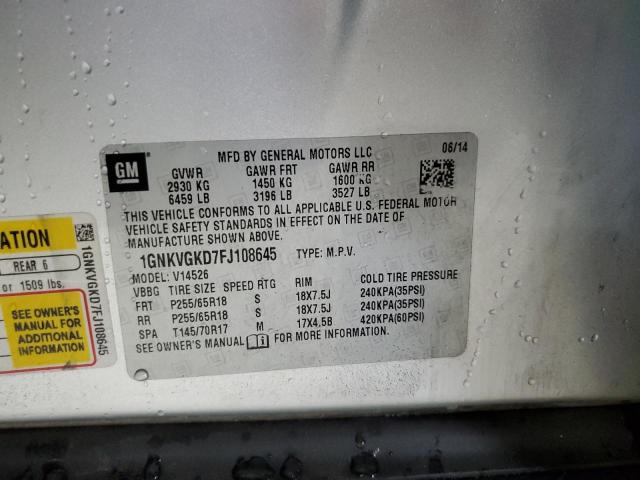 GM
MFD BY GENERAL MOTORS LLC 06/14
GVWR GAWR FRT GAWR RR
2930 KG 1450 KG 1600 KG
6459 LB 3196 LB 3527 LB
THIS VEHICLE CONFORMS TO ALL APPLICABLE U.S. FEDERAL MOTOR
VEHICLE SAFETY STANDARDS IN EFFECT ON THE DATE OF
MANUFACTURE SHOWN ABOVE.
1GNKVGKD7FJ108645 TYPE: M.P.V.
MODEL: V14526
VBBG TIRE SIZE SPEED RTG RIM COLD TIRE PRESSURE
FRT P255/65R18 S 18X7.5J 240KPA(35PSI)
RR P255/65R18 S 18X7.5J 240KPA(35PSI)
SPA T145/70R17 M 17X4.5B 420KPA(60PSI)
SEE OWNER'S MANUAL FOR MORE INFORMATION.
ATION
REAR 6
or 1509 lbs.
SEE OWNER'S
MANUAL FOR
ADDITIONAL
INFORMATION
1GNKVGKD7FJ108645